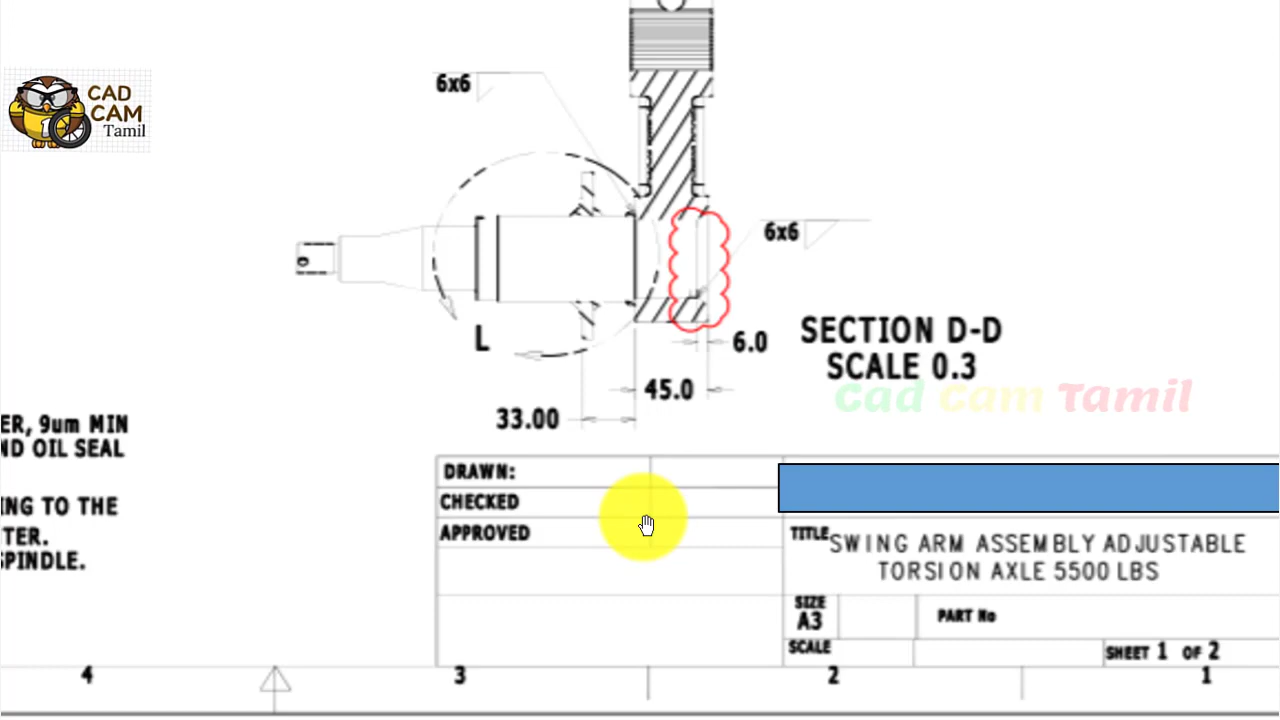 CAD
CAM
Tamil
6x6
6x6
L
6.0
45.0
33.00
SECTION D-D
SCALE 0.3
Cad Cam Tamil
ER, 9um MIN
ND OIL SEAL
ING TO THE
TER.
SPINDLE.
DRAWN:
CHECKED
APPROVED
TITLE
SWING ARM ASSEMBLY ADJUSTABLE
TORSION AXLE 5500 LBS
SIZE
A3
PART No
SCALE
SHEET 1 OF 2
4 3 2 1